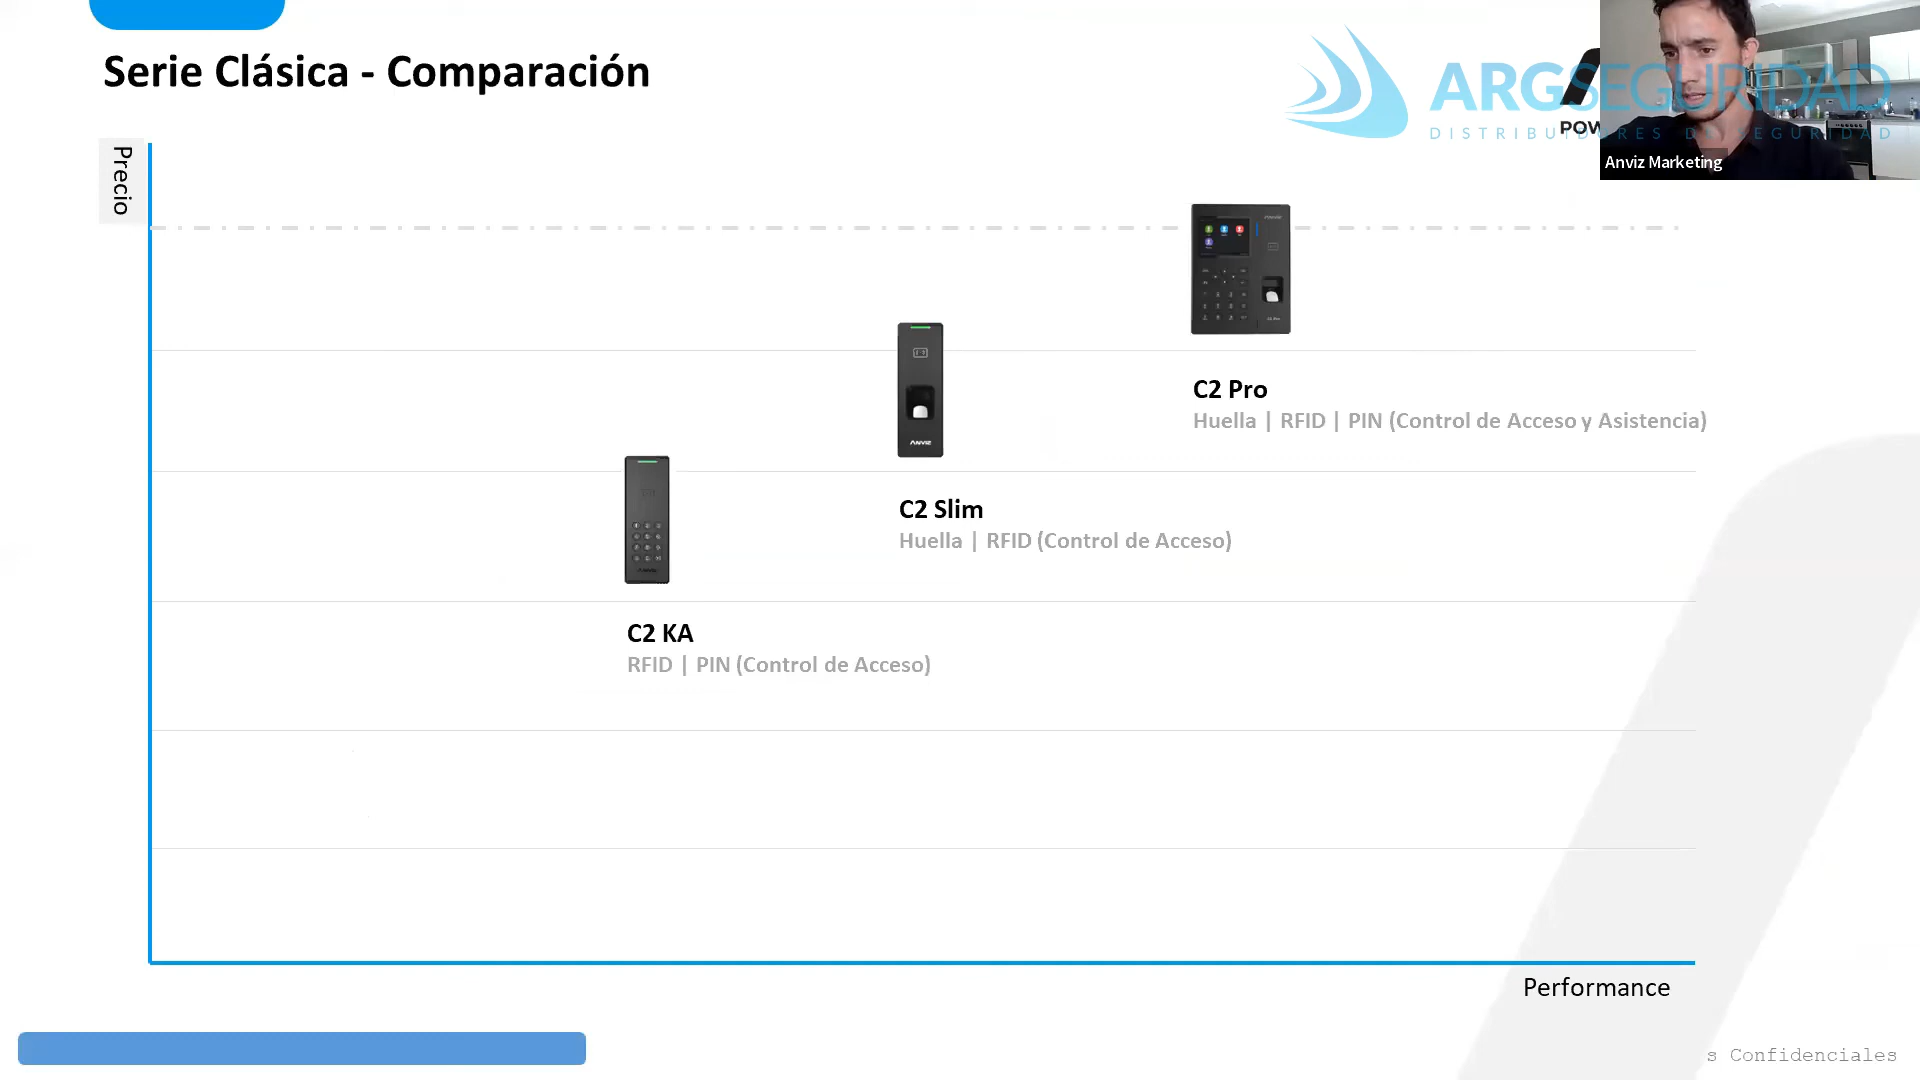 Serie Clásica - Comparación
ARGSEGURIDAD
DISTRIBUIDORES DE SEGURIDAD
POW
Anviz Marketing
Precio
C2 Pro
Huella | RFID | PIN (Control de Acceso y Asistencia)
ANVIZ
C2 Slim
Huella | RFID (Control de Acceso)
C2 KA
RFID | PIN (Control de Acceso)
Performance
s Confidenciales